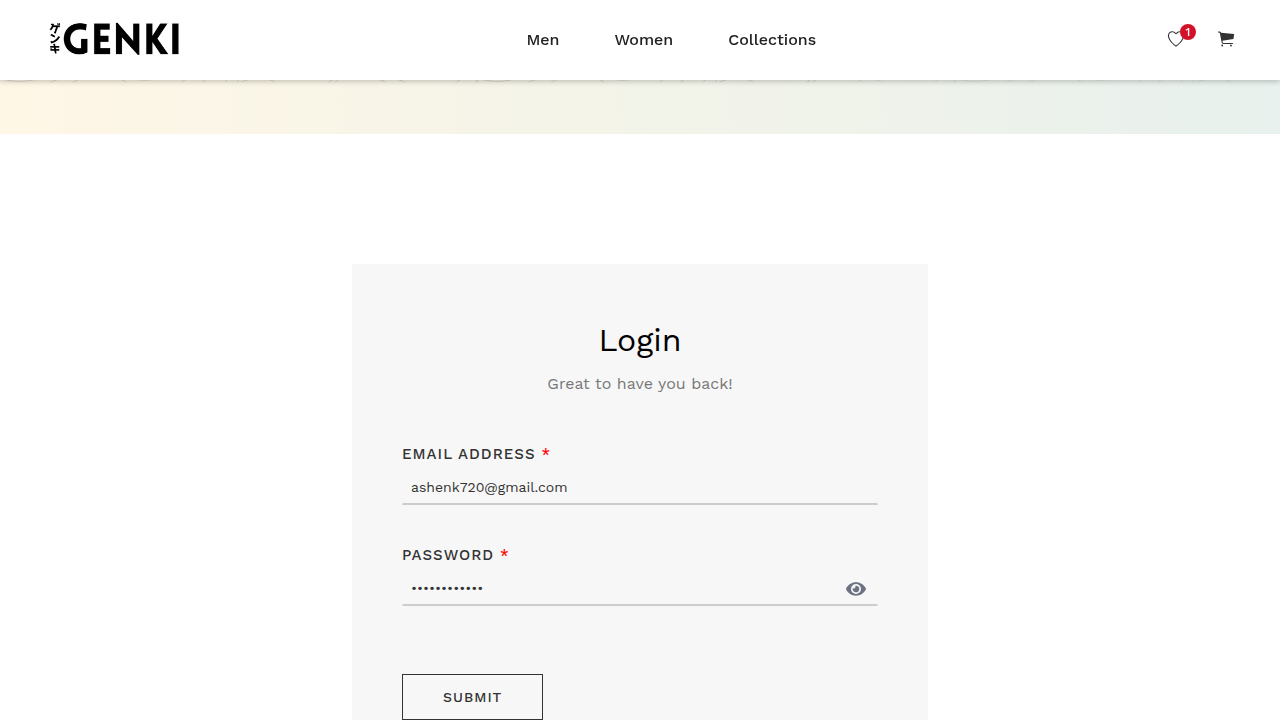 ゲンキ GENKI
Men Women Collections
1
Login
Great to have you back!
EMAIL ADDRESS *
ashenk720@gmail.com
PASSWORD *
••••••••••••
SUBMIT